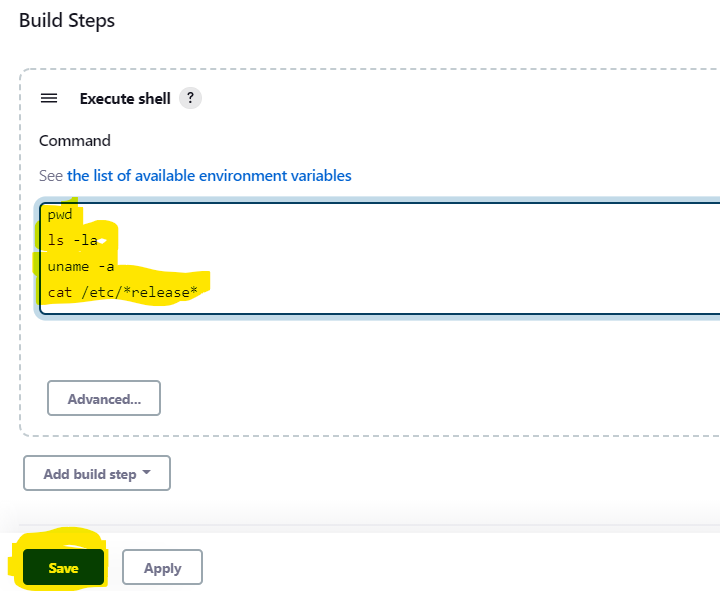 Build Steps
Execute shell ?
Command
See the list of available environment variables
pwd
ls -la
uname -a
cat /etc/*release*
Advanced...
Add build step
Save Apply